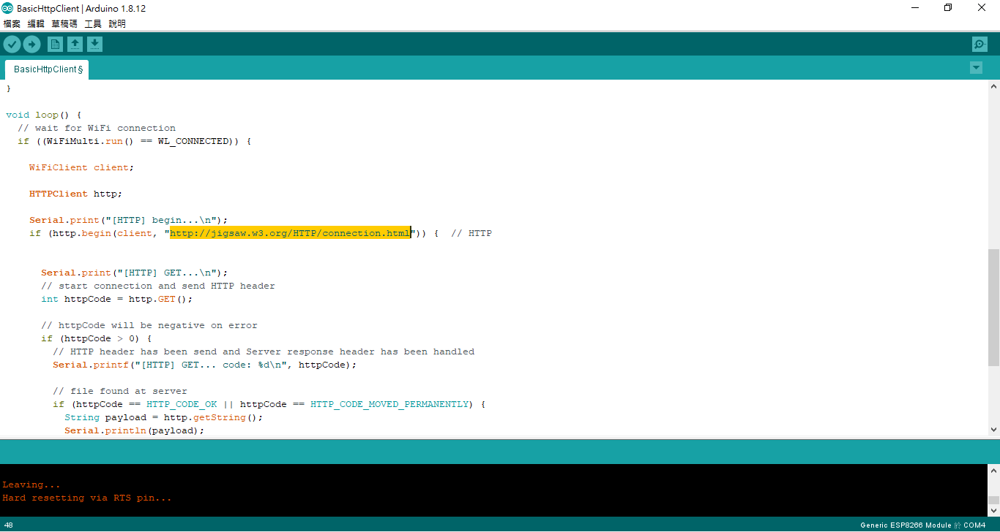 BasicHttpClient | Arduino 1.8.12
檔案 編輯 草稿碼 工具 說明
BasicHttpClient §
}
void loop() {
// wait for WiFi connection
if ((WiFiMulti.run() == WL_CONNECTED)) {
WiFiClient client;
HTTPClient http;
Serial.print("[HTTP] begin...\n");
if (http.begin(client, "http://jigsaw.w3.org/HTTP/connection.html")) {  // HTTP
Serial.print("[HTTP] GET...\n");
// start connection and send HTTP header
int httpCode = http.GET();
// httpCode will be negative on error
if (httpCode > 0) {
// HTTP header has been send and Server response header has been handled
Serial.printf("[HTTP] GET... code: %d\n", httpCode);
// file found at server
if (httpCode == HTTP_CODE_OK || httpCode == HTTP_CODE_MOVED_PERMANENTLY) {
String payload = http.getString();
Serial.println(payload);
Leaving...
Hard resetting via RTS pin...
48
Generic ESP8266 Module 於 COM4